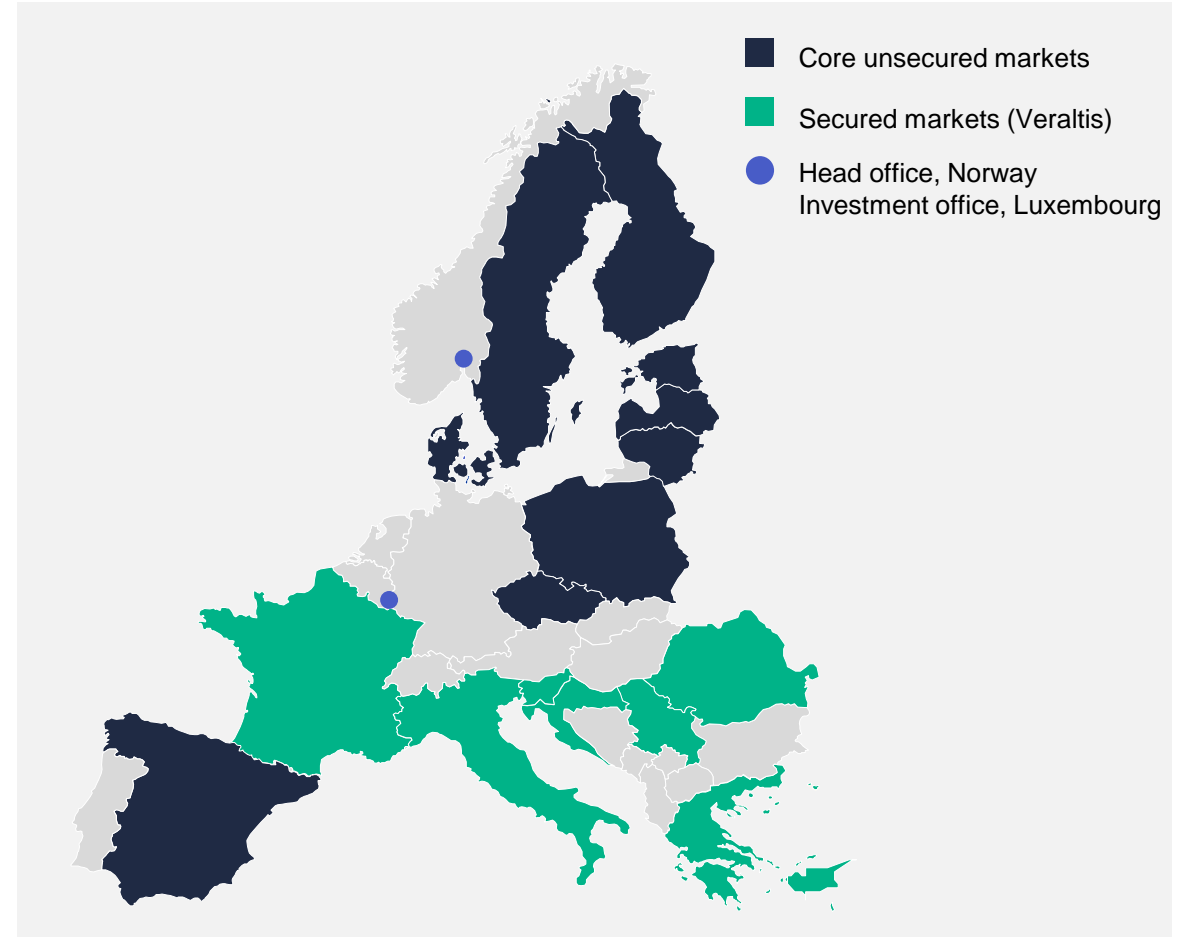 Core unsecured markets
Secured markets (Veraltis)
Head office, Norway
Investment office, Luxembourg